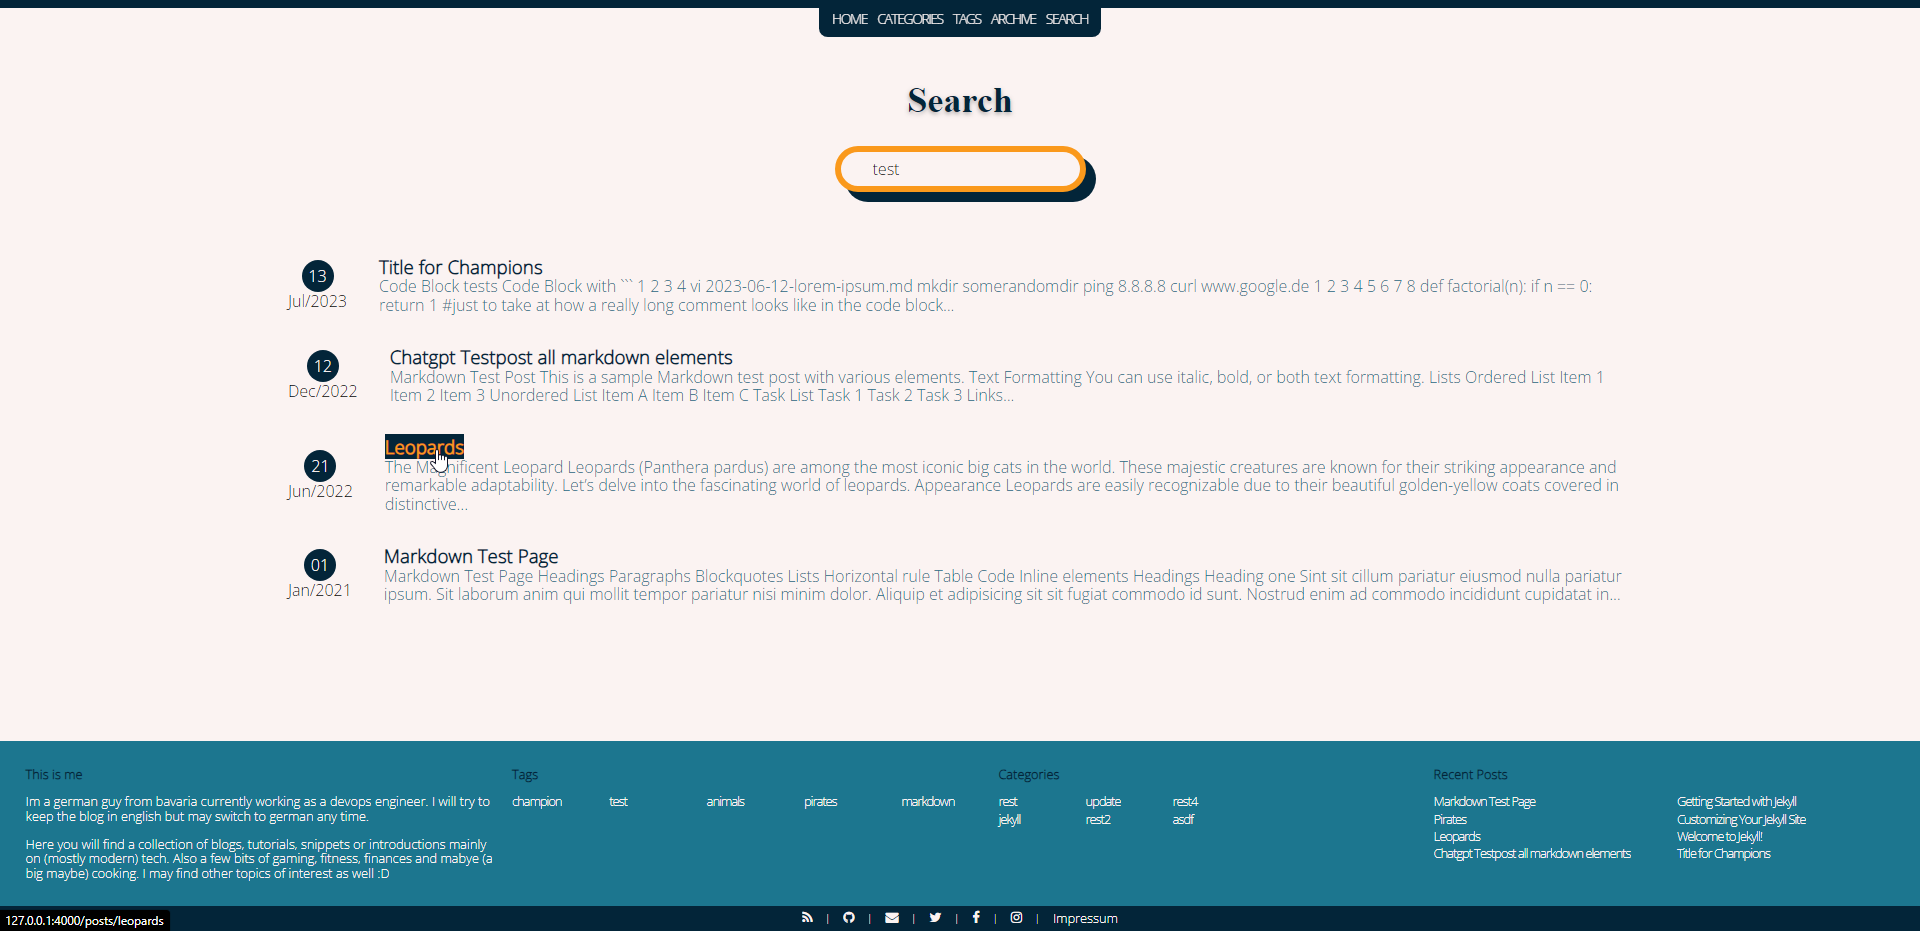 HOME CATEGORIES TAGS ARCHIVE SEARCH
Search
test
13
Jul/2023
Title for Champions
Code Block tests Code Block with ``` 1 2 3 4 vi 2023-06-12-lorem-ipsum.md mkdir somerandomdir ping 8.8.8.8 curl www.google.de 1 2 3 4 5 6 7 8 def factorial(n): if n == 0:
return 1 #just to take at how a really long comment looks like in the code block...
12
Dec/2022
Chatgpt Testpost all markdown elements
Markdown Test Post This is a sample Markdown test post with various elements. Text Formatting You can use italic, bold, or both text formatting. Lists Ordered List Item 1
Item 2 Item 3 Unordered List Item A Item B Item C Task List Task 1 Task 2 Task 3 Links...
21
Jun/2022
Leopards
The Magnificent Leopard Leopards (Panthera pardus) are among the most iconic big cats in the world. These majestic creatures are known for their striking appearance and
remarkable adaptability. Let's delve into the fascinating world of leopards. Appearance Leopards are easily recognizable due to their beautiful golden-yellow coats covered in
distinctive...
01
Jan/2021
Markdown Test Page
Markdown Test Page Headings Paragraphs Blockquotes Lists Horizontal rule Table Code Inline elements Headings Heading one Sint sit cillum pariatur eiusmod nulla pariatur
ipsum. Sit laborum anim qui mollit tempor pariatur nisi minim dolor. Aliquip et adipisicing sit sit fugiat commodo id sunt. Nostrud enim ad commodo incididunt cupidatat in...
This is me
Im a german guy from bavaria currently working as a devops engineer. I will try to
keep the blog in english but may switch to german any time.
Here you will find a collection of blogs, tutorials, snippets or introductions mainly
on (mostly modern) tech. Also a few bits of gaming, fitness, finances and mabye (a
big maybe) cooking. I may find other topics of interest as well :D
Tags
champion test animals pirates markdown
Categories
rest update rest4
jekyll rest2 asdf
Recent Posts
Markdown Test Page
Pirates
Leopards
Chatgpt Testpost all markdown elements
Getting Started with Jekyll
Customizing Your Jekyll Site
Welcome to Jekyll!
Title for Champions
127.0.0.1:4000/posts/leopards
| | | | | | Impressum